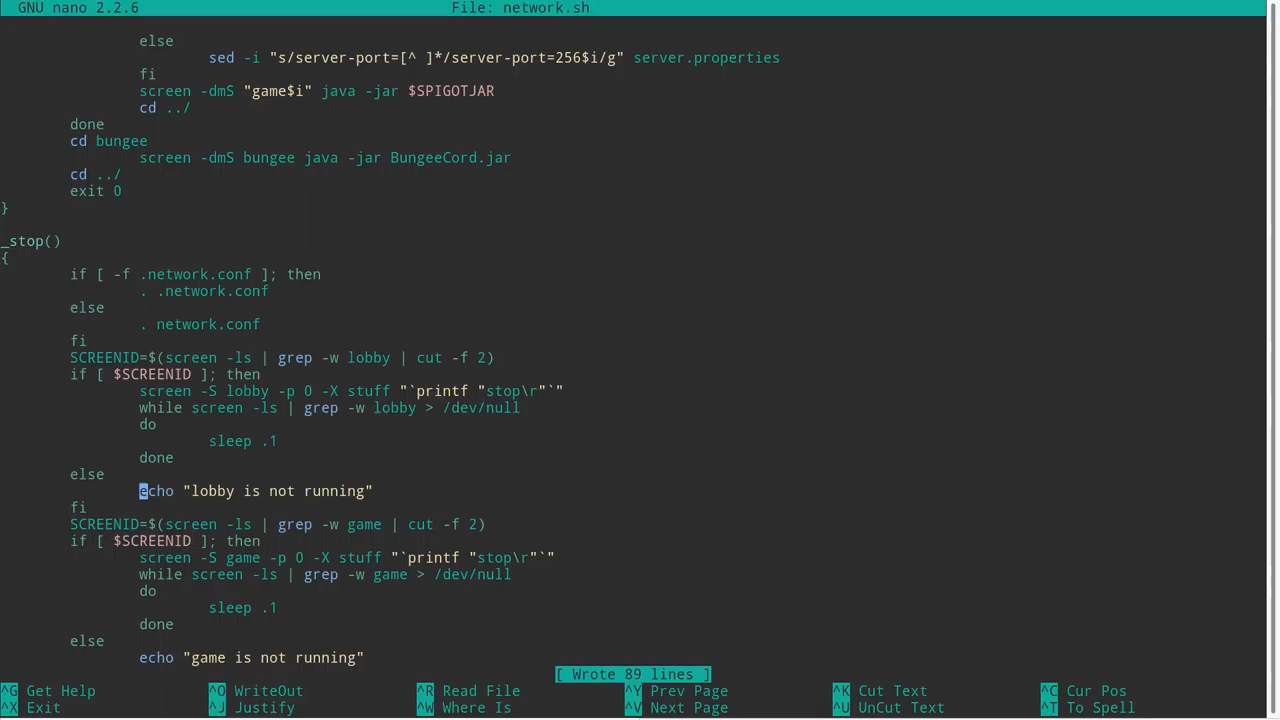 GNU nano 2.2.6 File: network.sh
else
sed -i "s/server-port=[^ ]*/server-port=256$i/g" server.properties
fi
screen -dmS "game$i" java -jar $SPIGOTJAR
cd ../
done
cd bungee
screen -dmS bungee java -jar BungeeCord.jar
cd ../
exit 0
}
_stop()
{
if [ -f .network.conf ]; then
. .network.conf
else
. network.conf
fi
SCREENID=$(screen -ls | grep -w lobby | cut -f 2)
if [ $SCREENID ]; then
screen -S lobby -p 0 -X stuff "`printf "stop\r"`"
while screen -ls | grep -w lobby > /dev/null
do
sleep .1
done
else
echo "lobby is not running"
fi
SCREENID=$(screen -ls | grep -w game | cut -f 2)
if [ $SCREENID ]; then
screen -S game -p 0 -X stuff "`printf "stop\r"`"
while screen -ls | grep -w game > /dev/null
do
sleep .1
done
else
echo "game is not running"
[ Wrote 89 lines ]
^G Get Help ^O WriteOut ^R Read File ^Y Prev Page ^K Cut Text ^C Cur Pos
^X Exit ^J Justify ^W Where Is ^V Next Page ^U UnCut Text ^T To Spell